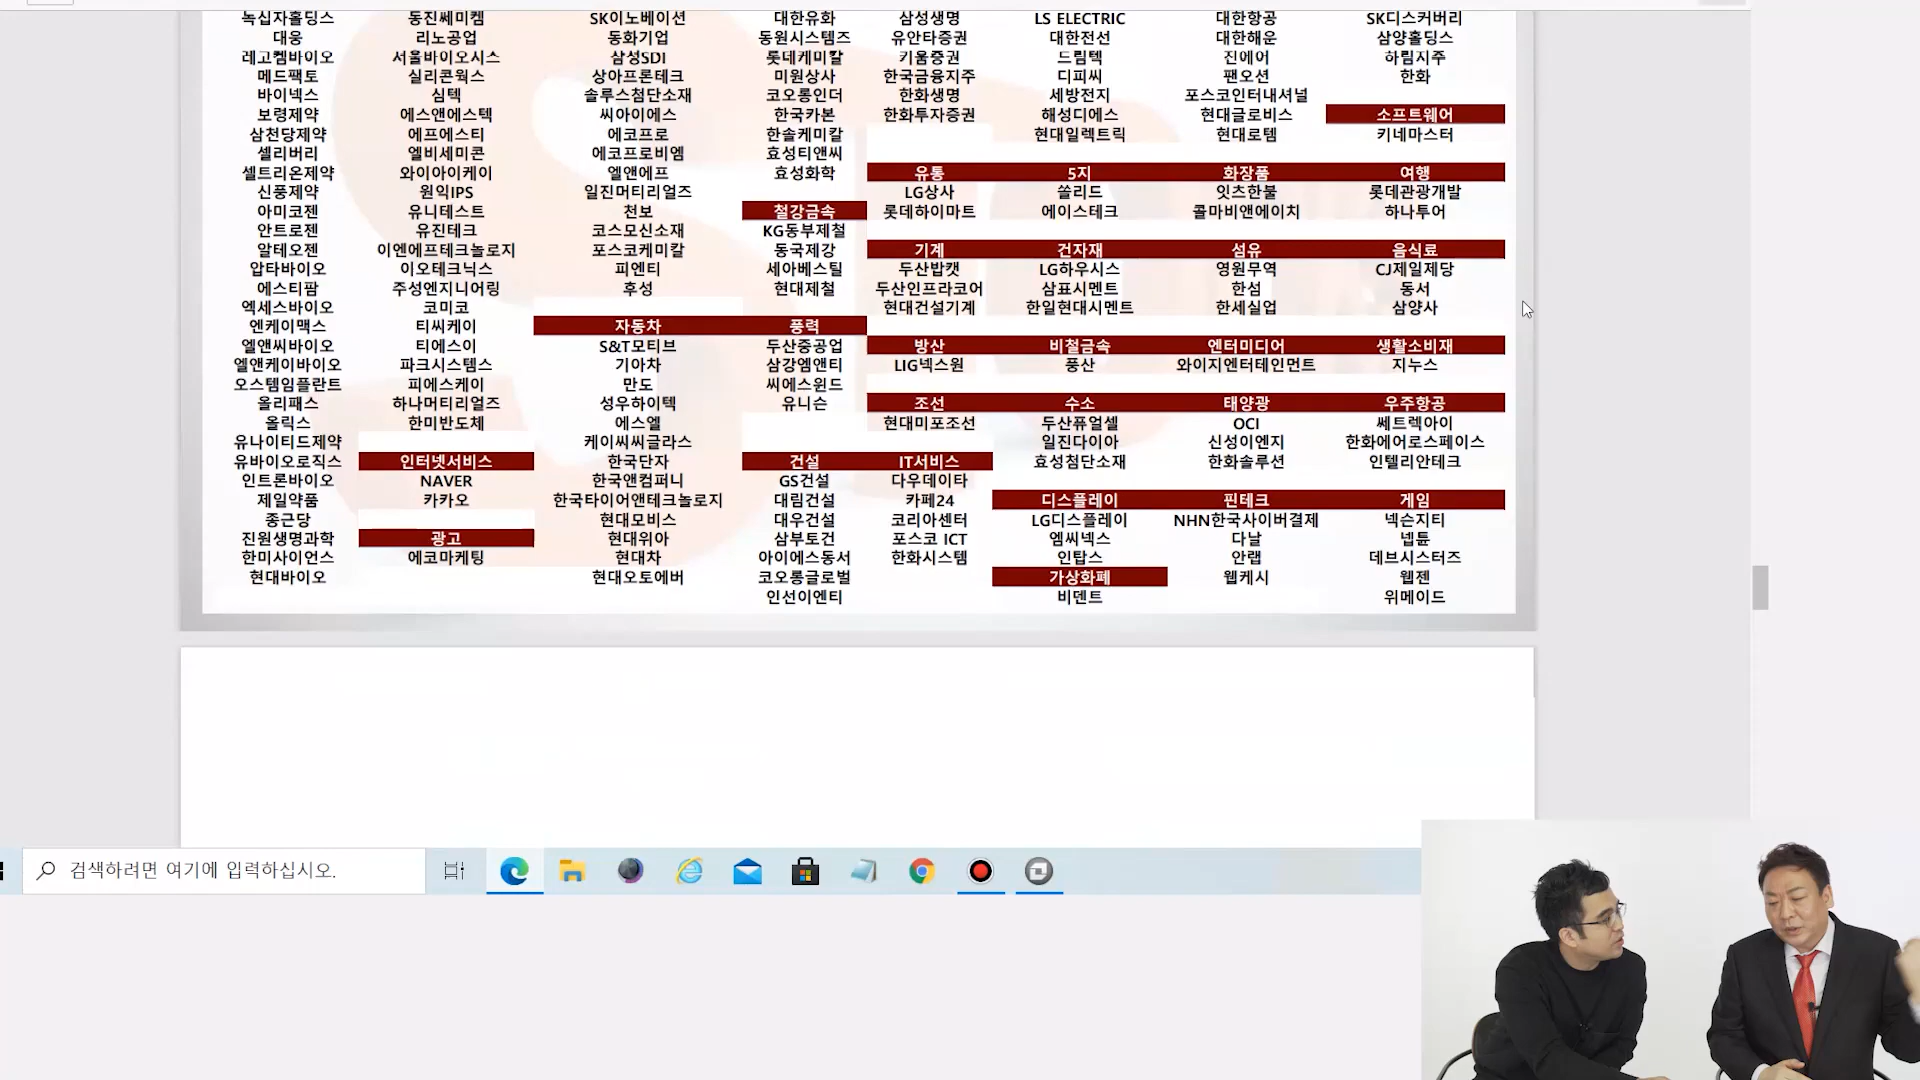 녹십자홀딩스 동진쎄미켐 SK이노베이션 대한유화 삼성생명 LS ELECTRIC 대한항공 SK디스커버리
대웅 리노공업 동화기업 동원시스템즈 유안타증권 대한전선 대한해운 삼양홀딩스
레고켐바이오 서울바이오시스 삼성SDI 롯데케미칼 키움증권 드림텍 진에어 하림지주
메드팩토 실리콘웍스 상아프론테크 미원상사 한국금융지주 디피씨 팬오션 한화
바이넥스 심텍 솔루스첨단소재 코오롱인더 한화생명 세방전지 포스코인터내셔널
보령제약 에스앤에스텍 씨아이에스 한국카본 한화투자증권 해성디에스 현대글로비스 소프트웨어
삼천당제약 에프에스티 에코프로 한솔케미칼 현대일렉트릭 현대로템 키네마스터
셀리버리 엘비세미콘 에코프로비엠 효성티앤씨
셀트리온제약 와이아이케이 엘앤에프 효성화학 유통 5지 화장품 여행
신풍제약 원익IPS 일진머티리얼즈 LG상사 쏠리드 잇츠한불 롯데관광개발
아미코젠 유니테스트 천보 철강금속 롯데하이마트 에이스테크 콜마비앤에이치 하나투어
안트로젠 유진테크 코스모신소재 KG동부제철
알테오젠 이엔에프테크놀로지 포스코케미칼 동국제강 기계 건자재 섬유 음식료
압타바이오 이오테크닉스 피엔티 세아베스틸 두산밥캣 LG하우시스 영원무역 CJ제일제당
에스티팜 주성엔지니어링 후성 현대제철 두산인프라코어 삼표시멘트 한섬 동서
엑세스바이오 코미코 현대건설기계 한일현대시멘트 한세실업 삼양사
엔케이맥스 티씨케이 자동차 풍력
엘앤씨바이오 티에스이 S&T모티브 두산중공업 방산 비철금속 엔터미디어 생활소비재
엘앤케이바이오 파크시스템스 기아차 삼강엠앤티 LIG넥스원 풍산 와이지엔터테인먼트 지누스
오스템임플란트 피에스케이 만도 씨에스윈드
올리패스 하나머티리얼즈 성우하이텍 유니슨 조선 수소 태양광 우주항공
올릭스 한미반도체 에스엘 현대미포조선 두산퓨얼셀 OCI 쎄트렉아이
유나이티드제약 케이씨씨글라스 일진다이아 신성이엔지 한화에어로스페이스
유바이오로직스 인터넷서비스 한국단자 건설 IT서비스 효성첨단소재 한화솔루션 인텔리안테크
인트론바이오 NAVER 한국앤컴퍼니 GS건설 다우데이타
제일약품 카카오 한국타이어앤테크놀로지 대림건설 카페24 디스플레이 핀테크 게임
종근당 현대모비스 대우건설 코리아센터 LG디스플레이 NHN한국사이버결제 넥슨지티
진원생명과학 광고 현대위아 삼부토건 포스코 ICT 엠씨넥스 다날 넵튠
한미사이언스 에코마케팅 현대차 아이에스동서 한화시스템 인탑스 안랩 데브시스터즈
현대바이오 현대오토에버 코오롱글로벌 가상화폐 웹케시 웹젠
인선이엔티 비덴트 위메이드
검색하려면 여기에 입력하십시오.